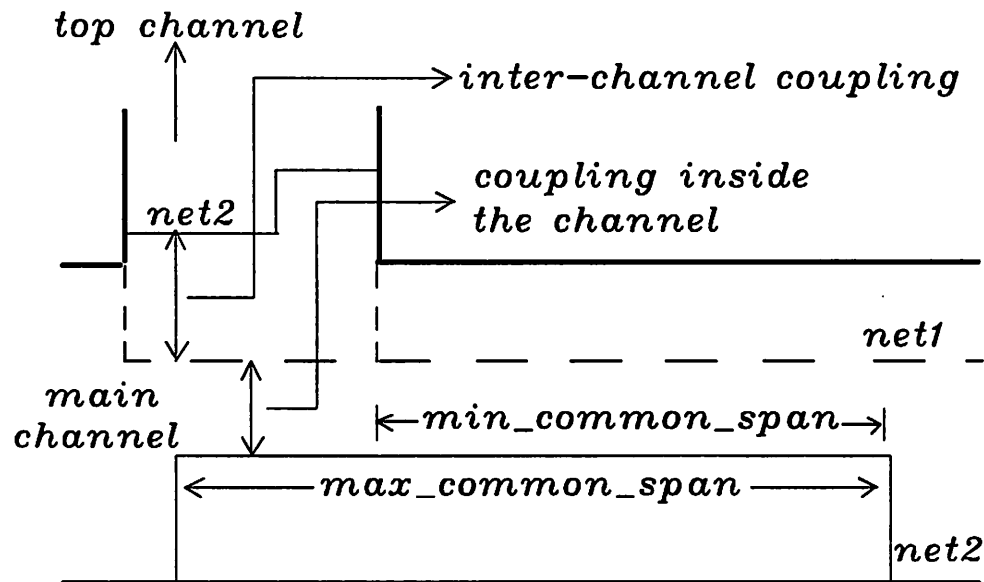 top channel
inter-channel coupling
coupling inside
the channel
net2
net1
main
channel
min_common_span
max_common_span
net2